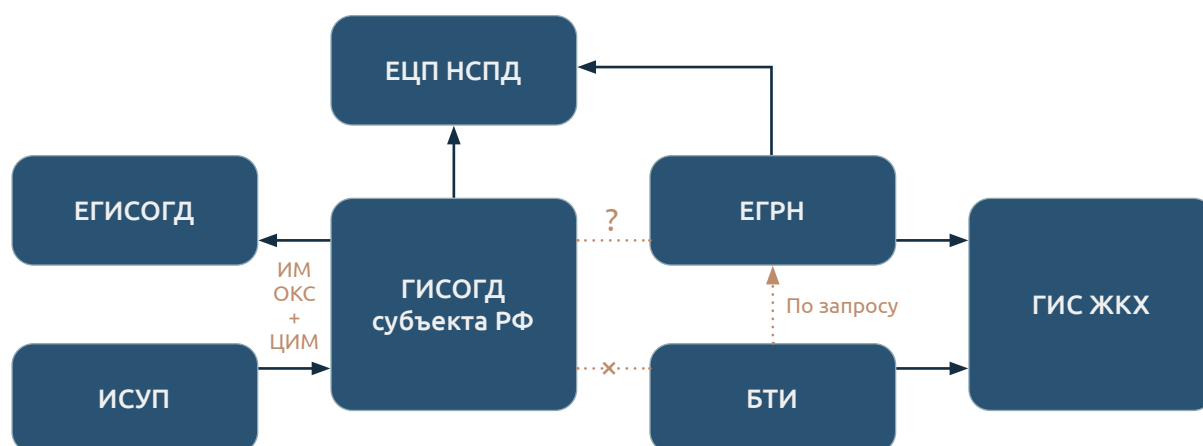 ЕЦП НСПД
ЕГИСОГД
ГИСОГД
субъекта РФ
?
ЕГРН
ИМ
ОКС
+
ЦИМ
По запросу
ГИС ЖКХ
ИСУП
×
БТИ